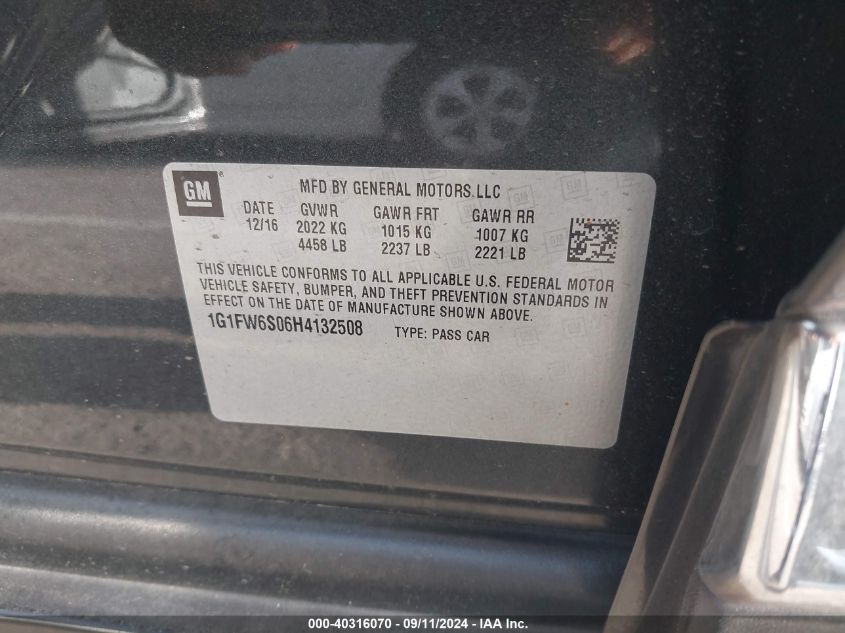 GM
MFD BY GENERAL MOTORS LLC
DATE GVWR GAWR FRT GAWR RR
12/16 2022 KG 1015 KG 1007 KG
4458 LB 2237 LB 2221 LB
THIS VEHICLE CONFORMS TO ALL APPLICABLE U.S. FEDERAL MOTOR
VEHICLE SAFETY, BUMPER, AND THEFT PREVENTION STANDARDS IN
EFFECT ON THE DATE OF MANUFACTURE SHOWN ABOVE.
1G1FW6S06H4132508 TYPE: PASS CAR
000-40316070 - 09/11/2024 - IAA Inc.